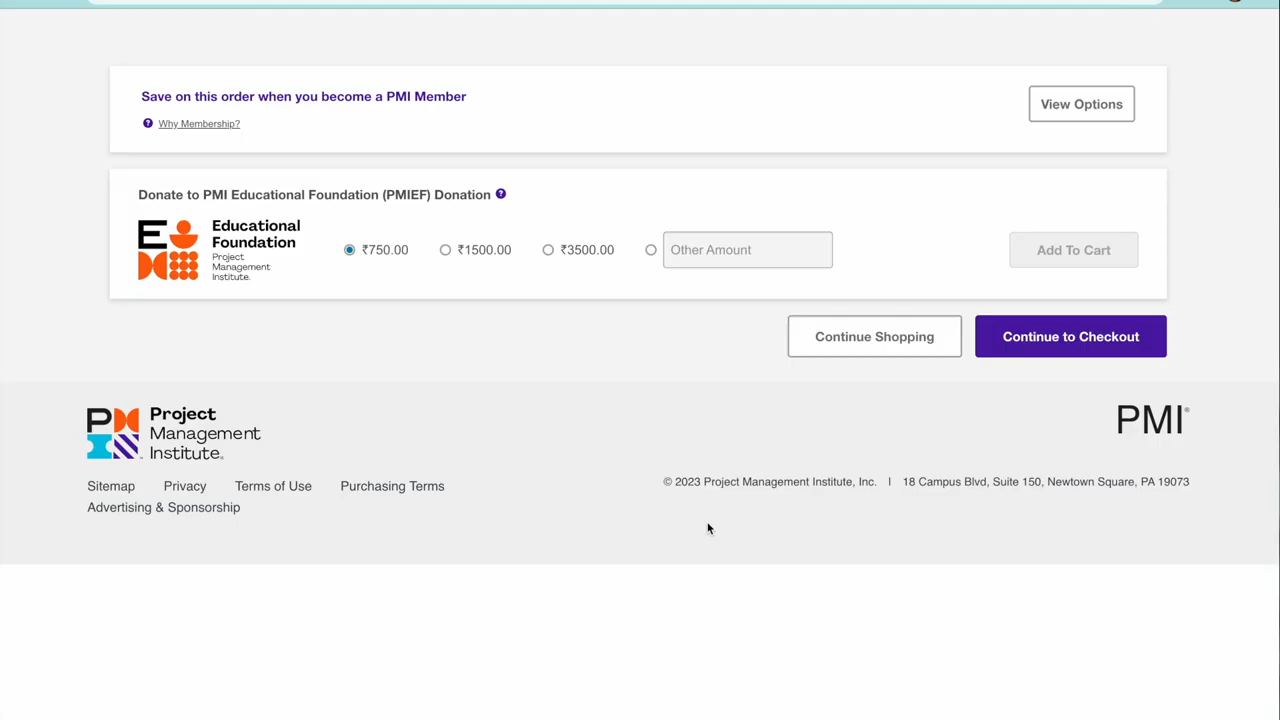 Save on this order when you become a PMI Member
View Options
Why Membership?
Donate to PMI Educational Foundation (PMIEF) Donation
Educational
Foundation
Project
Management
Institute.
₹750.00
₹1500.00
₹3500.00
Other Amount
Add To Cart
Continue Shopping
Continue to Checkout
Project
Management
Institute.
PMI®
Sitemap
Privacy
Terms of Use
Purchasing Terms
Advertising & Sponsorship
© 2023 Project Management Institute, Inc. | 18 Campus Blvd, Suite 150, Newtown Square, PA 19073